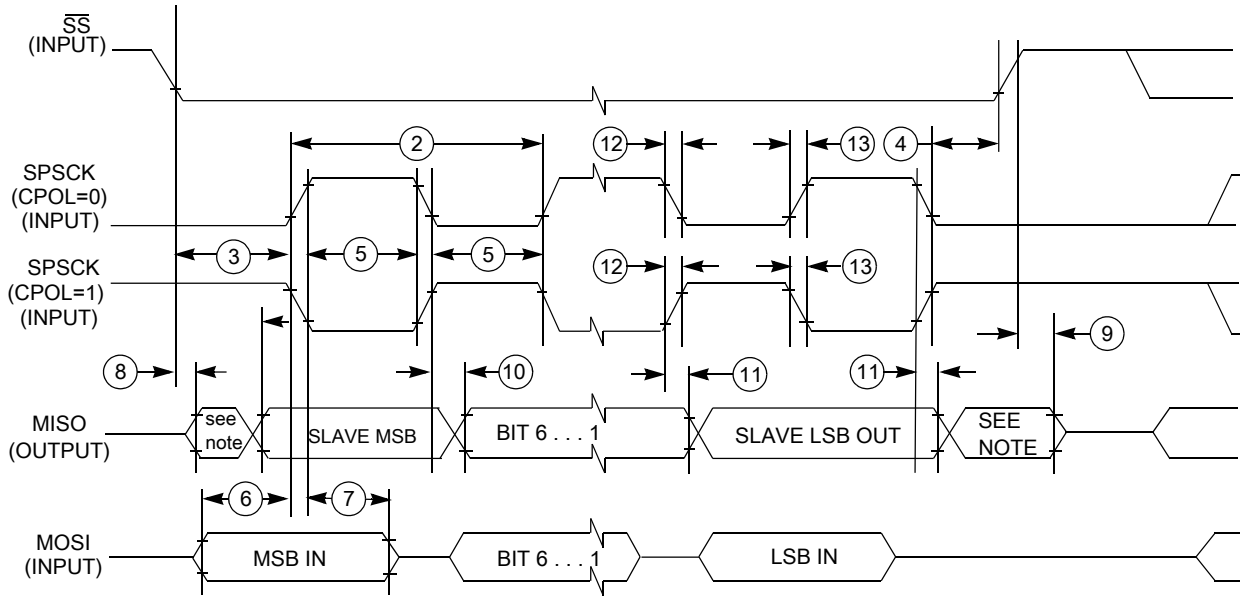 SS
(INPUT)
2
12
13
4
SPSCK
(CPOL=0)
(INPUT)
3
5
5
SPSCK
(CPOL=1)
(INPUT)
12
13
8
10
11
11
9
MISO
(OUTPUT)
see
note
SLAVE MSB
BIT 6 . . . 1
SLAVE LSB OUT
SEE
NOTE
6
7
MOSI
(INPUT)
MSB IN
BIT 6 . . . 1
LSB IN